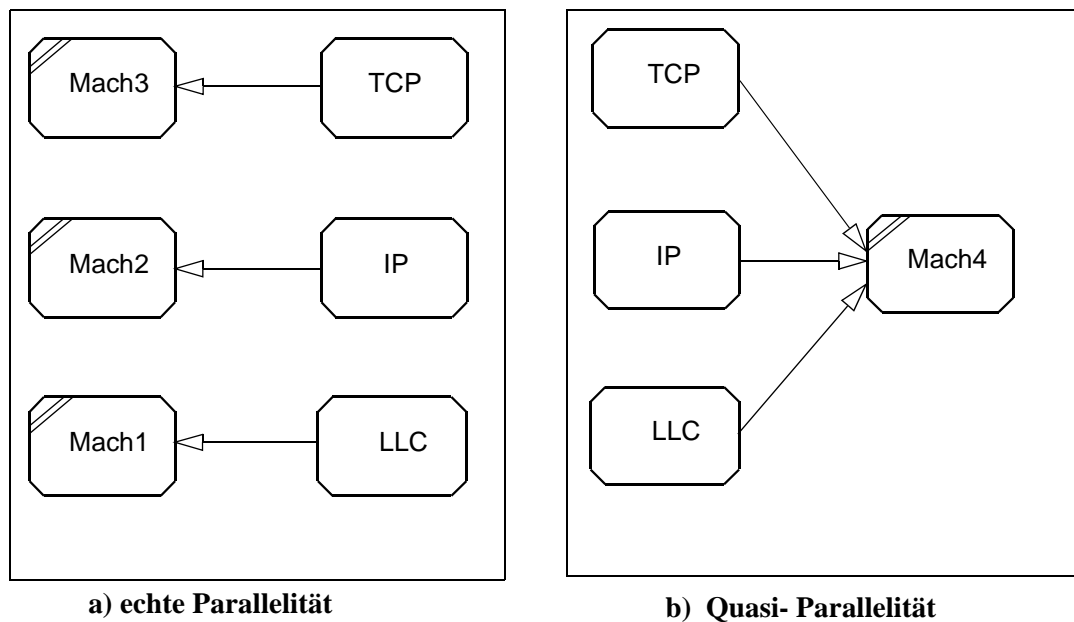 Mach3
TCP
Mach2
IP
Mach1
LLC
a) echte Parallelität
TCP
IP
Mach4
LLC
b) Quasi- Parallelität